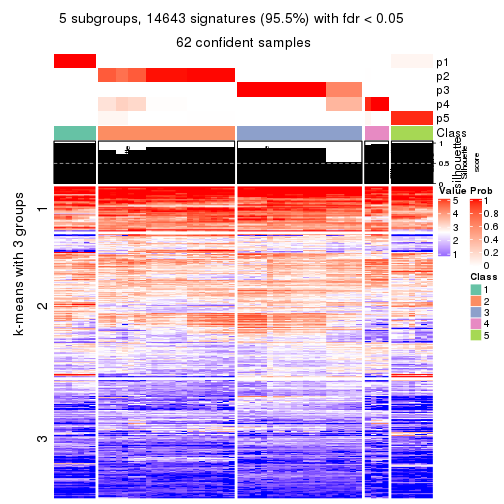 5 subgroups, 14643 signatures (95.5%) with fdr < 0.05
62 confident samples
p1
p2
p3
p4
p5
Class
1
0.5
0
silhouette
Silhouette
score
k-means with 3 groups
1
2
3
Value
5
4
3
2
1
Prob
1
0.8
0.6
0.4
0.2
0
Class
1
2
3
4
5